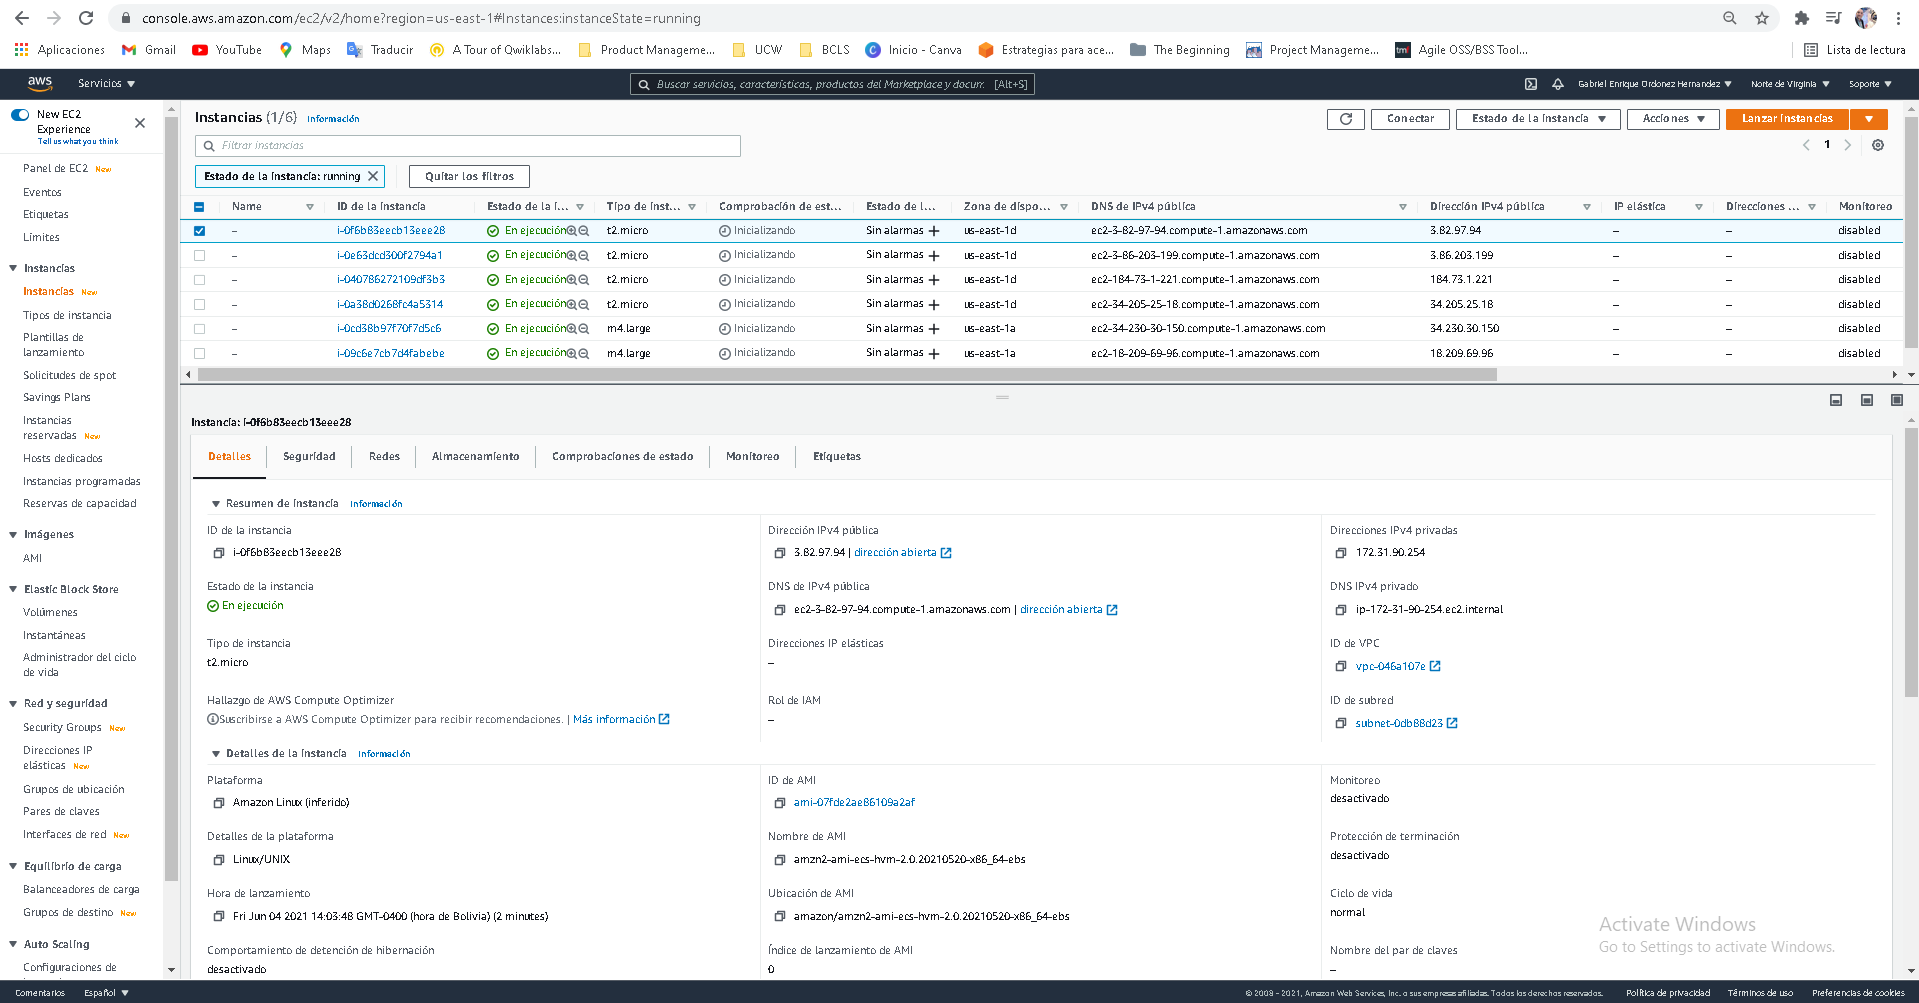 console.aws.amazon.com/ec2/v2/home?region=us-east-1#Instances:instanceState=running
Aplicaciones Gmail YouTube Maps Traducir A Tour of Qwiklabs... Product Manageme... UCW BCLS Inicio - Canva Estrategias para ace... The Beginning Project Manageme... tm Agile OSS/BSS Tool... Lista de lectura
aws Servicios Buscar servicios, características, productos del Marketplace y docum [Alt+S] Gabriel Enrique Ordonez Hernandez Norte de Virginia Soporte
New EC2
Experience
Tell us what you think
Panel de EC2 New
Eventos
Etiquetas
Límites
Instancias
Instancias New
Tipos de instancia
Plantillas de
lanzamiento
Solicitudes de spot
Savings Plans
Instancias
reservadas New
Hosts dedicados
Instancias programadas
Reservas de capacidad
Imágenes
AMI
Elastic Block Store
Volúmenes
Instantáneas
Administrador del ciclo
de vida
Red y seguridad
Security Groups New
Direcciones IP
elásticas New
Grupos de ubicación
Pares de claves
Interfaces de red New
Equilibrio de carga
Balanceadores de carga
Grupos de destino New
Auto Scaling
Configuraciones de
Instancias (1/6) Información
Conectar Estado de la instancia Acciones Lanzar instancias
Filtrar instancias
1
Estado de la instancia: running Quitar los filtros
Name ID de la instancia Estado de la i... Tipo de inst... Comprobación de est... Estado de l... Zona de dispo... DNS de IPv4 pública Dirección IPv4 pública IP elástica Direcciones ... Monitoreo
– i-0f6b83eecb13eee28 En ejecución t2.micro Inicializando Sin alarmas us-east-1d ec2-3-82-97-94.compute-1.amazonaws.com 3.82.97.94 – – disabled
– i-0e63dcd300f2794a1 En ejecución t2.micro Inicializando Sin alarmas us-east-1d ec2-3-86-203-199.compute-1.amazonaws.com 3.86.203.199 – – disabled
– i-040786272109df3b3 En ejecución t2.micro Inicializando Sin alarmas us-east-1d ec2-184-73-1-221.compute-1.amazonaws.com 184.73.1.221 – – disabled
– i-0a38d0268fc4a5314 En ejecución t2.micro Inicializando Sin alarmas us-east-1d ec2-34-205-25-18.compute-1.amazonaws.com 34.205.25.18 – – disabled
– i-0cd38b97f70f7d5c6 En ejecución m4.large Inicializando Sin alarmas us-east-1a ec2-34-230-30-150.compute-1.amazonaws.com 34.230.30.150 – – disabled
– i-09c6e7cb7d4fabebe En ejecución m4.large Inicializando Sin alarmas us-east-1a ec2-18-209-69-96.compute-1.amazonaws.com 18.209.69.96 – – disabled
Instancia: i-0f6b83eecb13eee28
Detalles Seguridad Redes Almacenamiento Comprobaciones de estado Monitoreo Etiquetas
Resumen de instancia Información
ID de la instancia
i-0f6b83eecb13eee28
Dirección IPv4 pública
3.82.97.94 | dirección abierta
Direcciones IPv4 privadas
172.31.90.254
Estado de la instancia
En ejecución
DNS de IPv4 pública
ec2-3-82-97-94.compute-1.amazonaws.com | dirección abierta
DNS IPv4 privado
ip-172-31-90-254.ec2.internal
Tipo de instancia
t2.micro
Direcciones IP elásticas
–
ID de VPC
vpc-046a107e
Hallazgo de AWS Compute Optimizer
Suscribirse a AWS Compute Optimizer para recibir recomendaciones. | Más información
Rol de IAM
–
ID de subred
subnet-0db88d23
Detalles de la instancia Información
Plataforma
Amazon Linux (inferido)
ID de AMI
ami-07fde2ae86109a2af
Monitoreo
desactivado
Detalles de la plataforma
Linux/UNIX
Nombre de AMI
amzn2-ami-ecs-hvm-2.0.20210520-x86_64-ebs
Protección de terminación
desactivado
Hora de lanzamiento
Fri Jun 04 2021 14:03:48 GMT-0400 (hora de Bolivia) (2 minutes)
Ubicación de AMI
amazon/amzn2-ami-ecs-hvm-2.0.20210520-x86_64-ebs
Ciclo de vida
normal
Comportamiento de detención de hibernación
desactivado
Índice de lanzamiento de AMI
0
Nombre del par de claves
–
Activate Windows
Go to Settings to activate Windows.
Comentarios Español © 2008 - 2021, Amazon Web Services, Inc. o sus empresas afiliadas. Todos los derechos reservados. Política de privacidad Términos de uso Preferencias de cookies